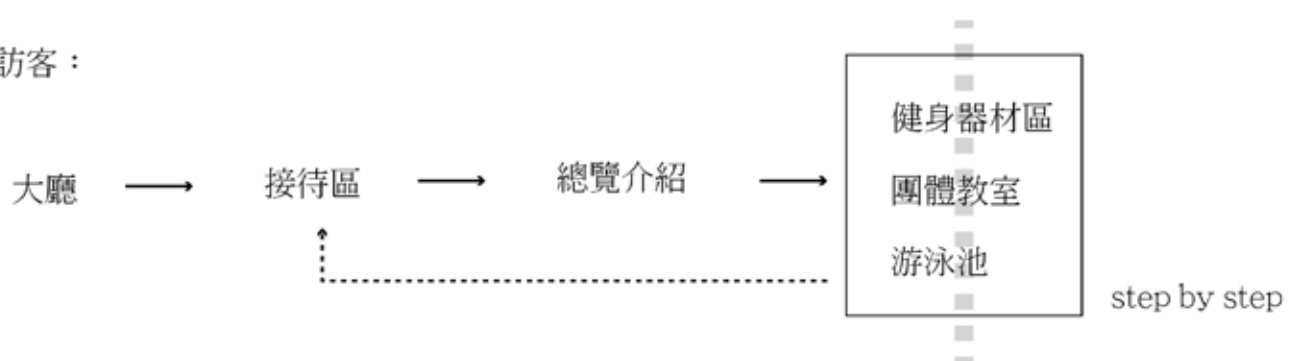 訪客：
大廳
接待區
總覽介紹
健身器材區
團體教室
游泳池
step by step